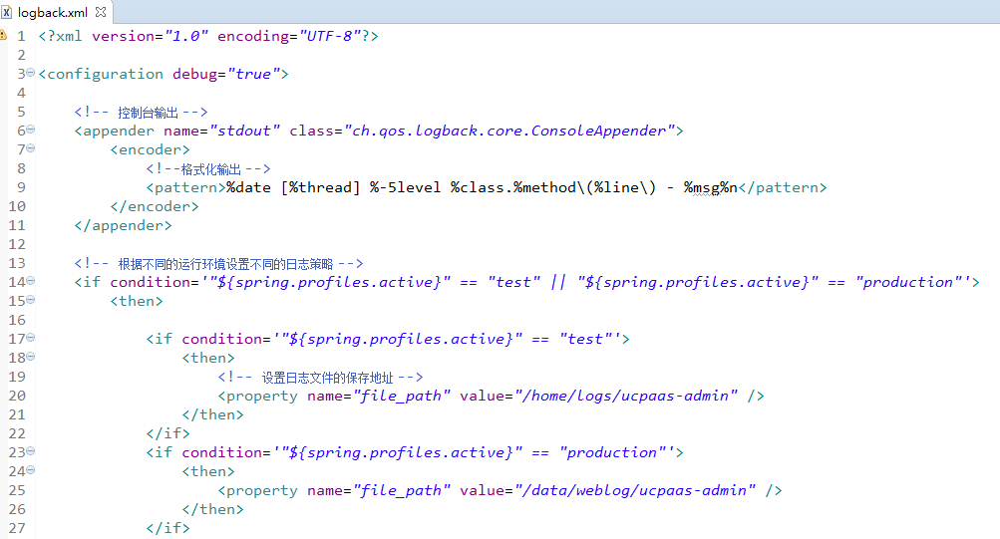 logback.xml
1 <?xml version="1.0" encoding="UTF-8"?>
2
3 <configuration debug="true">
4
5 <!-- 控制台输出 -->
6 <appender name="stdout" class="ch.qos.logback.core.ConsoleAppender">
7 <encoder>
8 <!--格式化输出 -->
9 <pattern>%date [%thread] %-5level %class.%method\(%line\) - %msg%n</pattern>
10 </encoder>
11 </appender>
12
13 <!-- 根据不同的运行环境设置不同的日志策略 -->
14 <if condition='"${spring.profiles.active}" == "test" || "${spring.profiles.active}" == "production"'>
15 <then>
16
17 <if condition='"${spring.profiles.active}" == "test"'>
18 <then>
19 <!-- 设置日志文件的保存地址 -->
20 <property name="file_path" value="/home/logs/ucpaas-admin" />
21 </then>
22 </if>
23 <if condition='"${spring.profiles.active}" == "production"'>
24 <then>
25 <property name="file_path" value="/data/weblog/ucpaas-admin" />
26 </then>
27 </if>